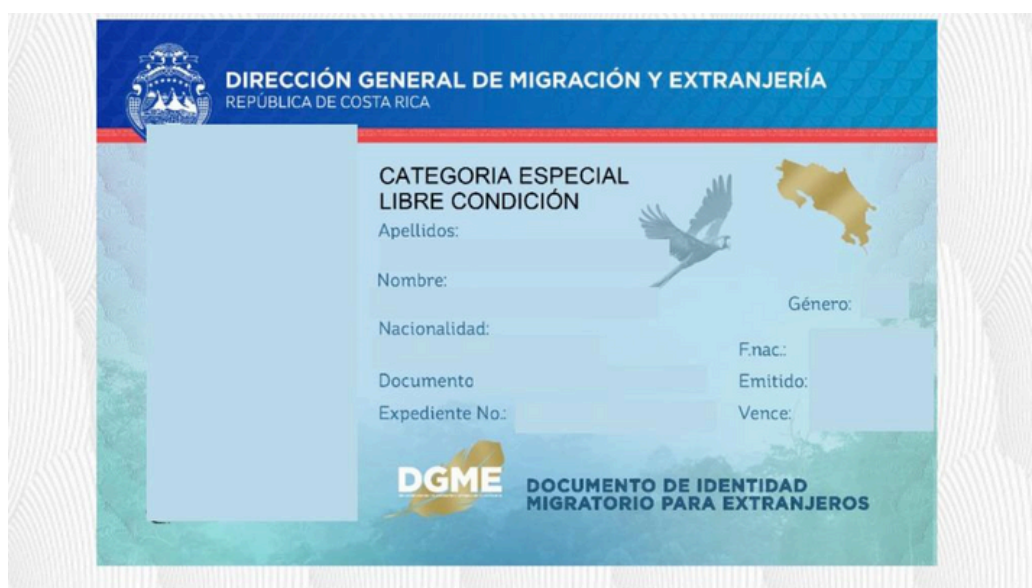 DIRECCIÓN GENERAL DE MIGRACIÓN Y EXTRANJERÍA
REPÚBLICA DE COSTA RICA
CATEGORIA ESPECIAL
LIBRE CONDICIÓN
Apellidos:
Nombre:
Género:
Nacionalidad:
F.nac.:
Documento
Emitido:
Expediente No.:
Vence:
DGME
DOCUMENTO DE IDENTIDAD
MIGRATORIO PARA EXTRANJEROS